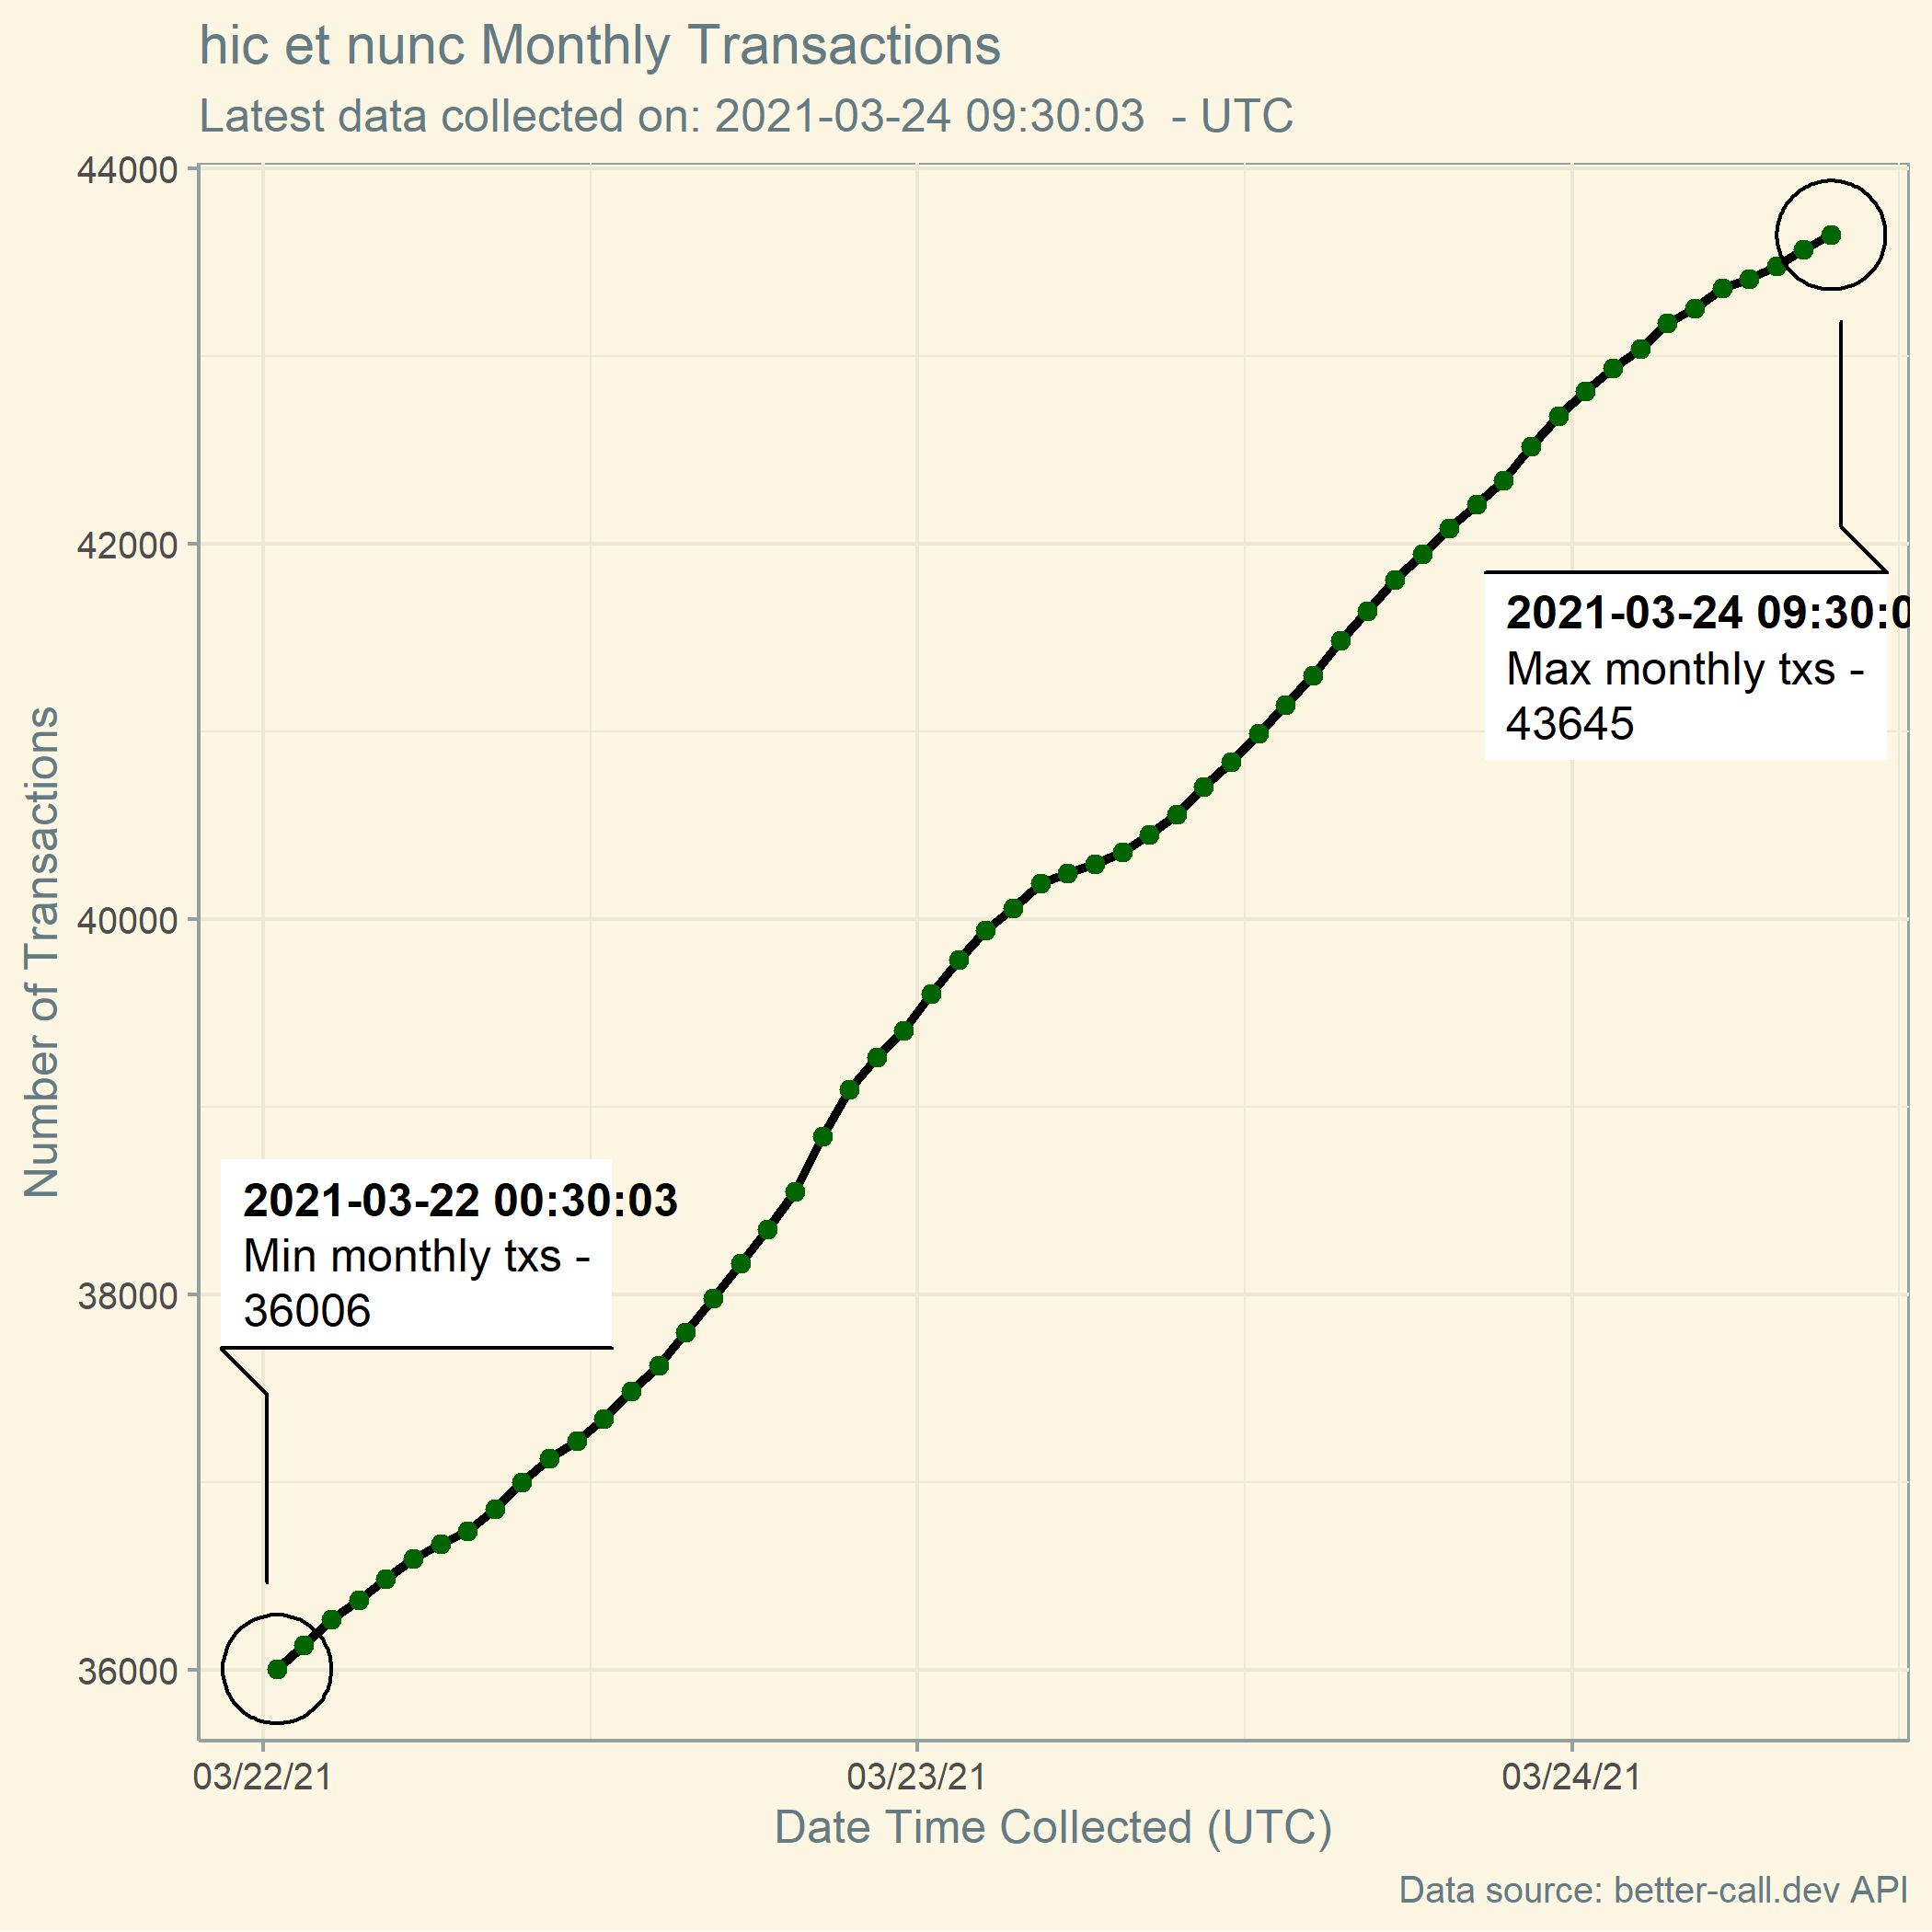 hic et nunc Monthly Transactions
Latest data collected on: 2021-03-24 09:30:03  - UTC
44000
42000
40000
38000
36000
Number of Transactions
2021-03-24 09:30:0
Max monthly txs -
43645
2021-03-22 00:30:03
Min monthly txs -
36006
03/22/21
03/23/21
03/24/21
Date Time Collected (UTC)
Data source: better-call.dev API